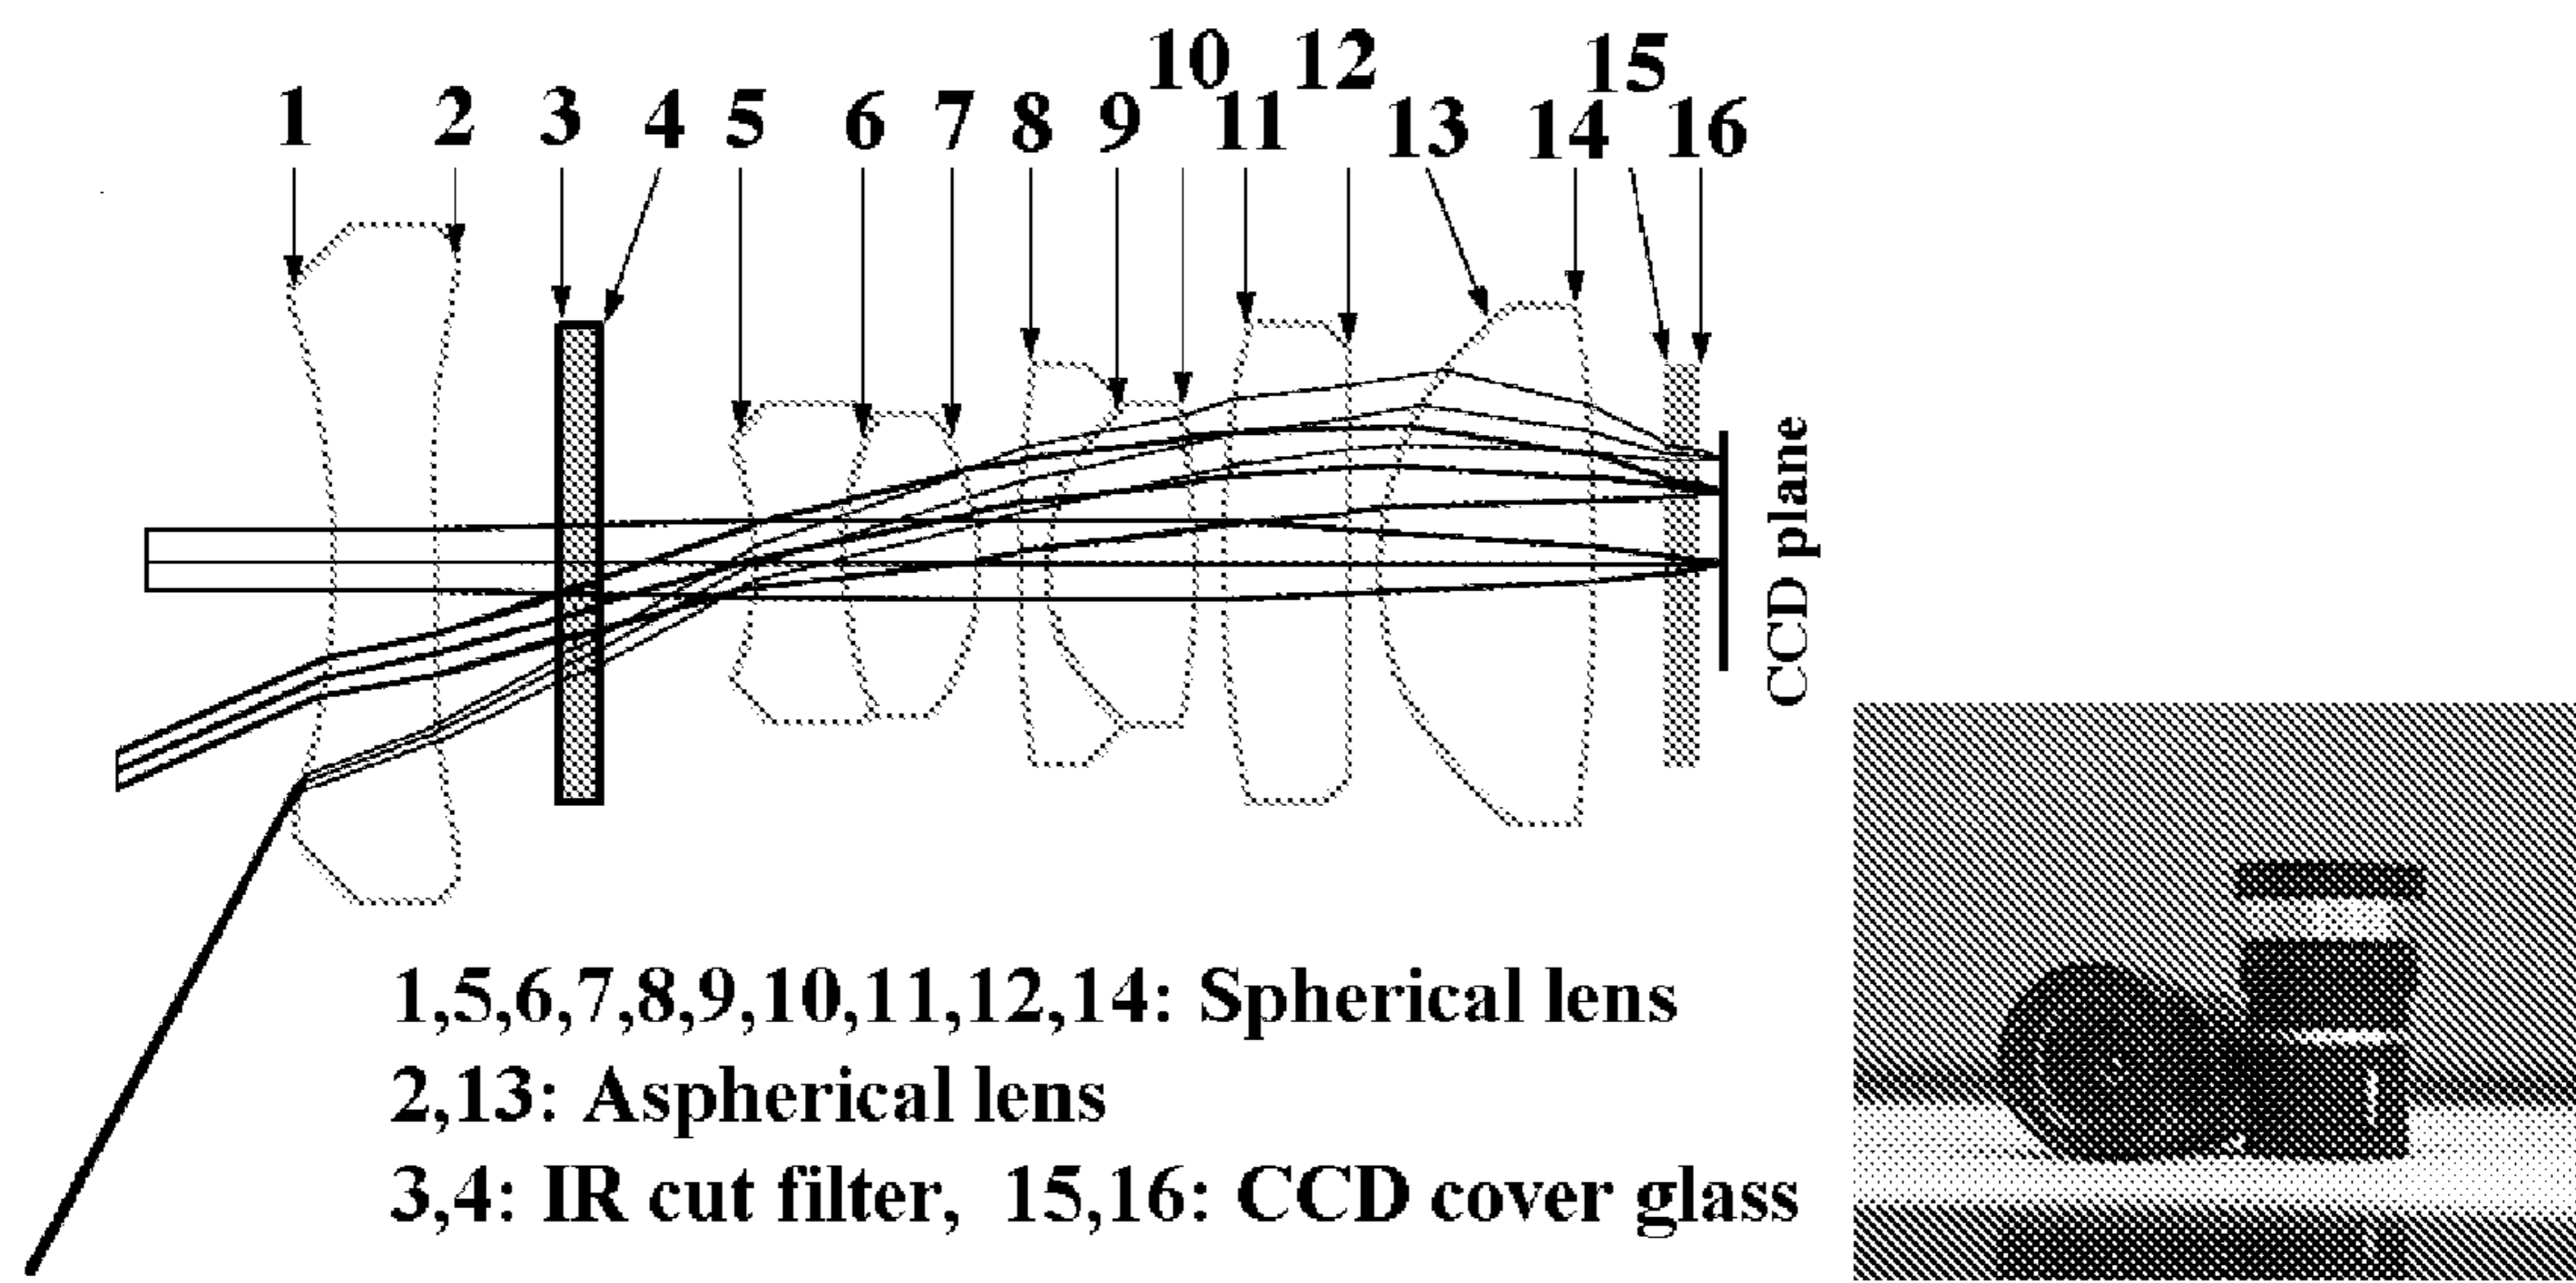 10 12 15
1 2 3 4 5 6 7 8 9 11 13 14 16
CCD plane
1,5,6,7,8,9,10,11,12,14: Spherical lens
2,13: Aspherical lens
3,4: IR cut filter, 15,16: CCD cover glass